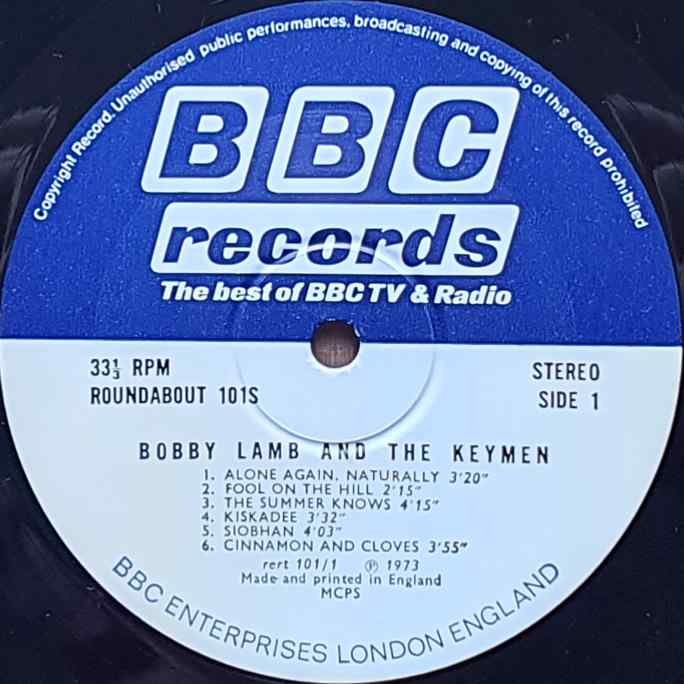 Copyright Record. Unauthorised public performances, broadcasting and copying of this record prohibited
BBC
records
The best of BBC TV & Radio
33⅓ RPM
STEREO
ROUNDABOUT 101S
SIDE 1
BOBBY LAMB AND THE KEYMEN
1. ALONE AGAIN, NATURALLY 3'20"
2. FOOL ON THE HILL 2'15"
3. THE SUMMER KNOWS 4'15"
4. KISKADEE 3'32"
5. SIOBHAN 4'03"
6. CINNAMON AND CLOVES 3'55"
rert 101/1 ℗ 1973
Made and printed in England
MCPS
BBC ENTERPRISES LONDON ENGLAND